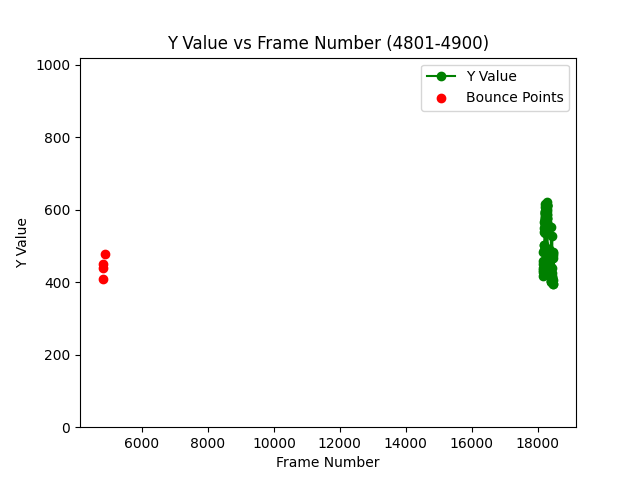 Y Value vs Frame Number (4801-4900)
Y Value
Bounce Points
1000
800
600
400
200
0
Y Value
6000 8000 10000 12000 14000 16000 18000
Frame Number